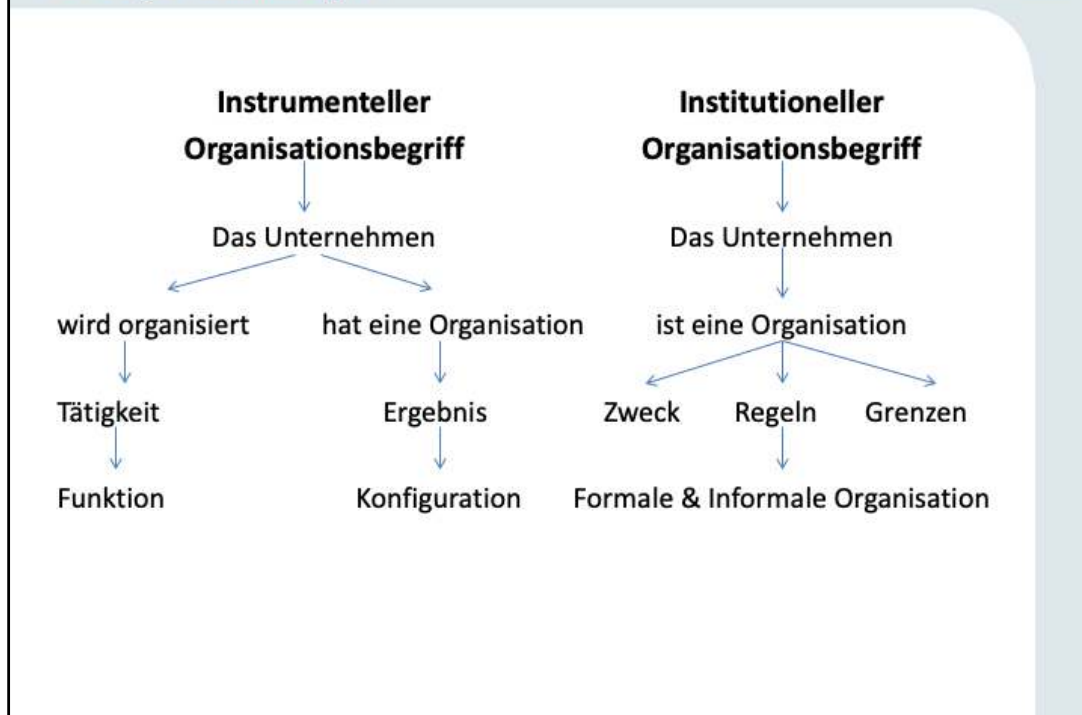 Instrumenteller
Organisationsbegriff
Das Unternehmen
wird organisiert
hat eine Organisation
Tätigkeit
Ergebnis
Funktion
Konfiguration
Institutioneller
Organisationsbegriff
Das Unternehmen
ist eine Organisation
Zweck
Regeln
Grenzen
Formale & Informale Organisation